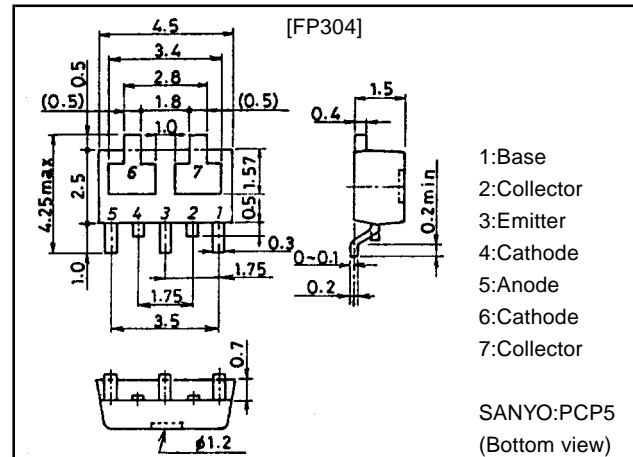 [FP304]
4.5
3.4
2.8
(0.5) 1.8 (0.5)
1.0
0.5
4.25max
2.5
1.0
6 7
1.57
0.5
5 4 3 2 1
0.3
1.75
1.75
3.5
1.5
0.4
0.2min
0~0.1
0.2
0.7
ø1.2
1:Base
2:Collector
3:Emitter
4:Cathode
5:Anode
6:Cathode
7:Collector
SANYO:PCP5
(Bottom view)